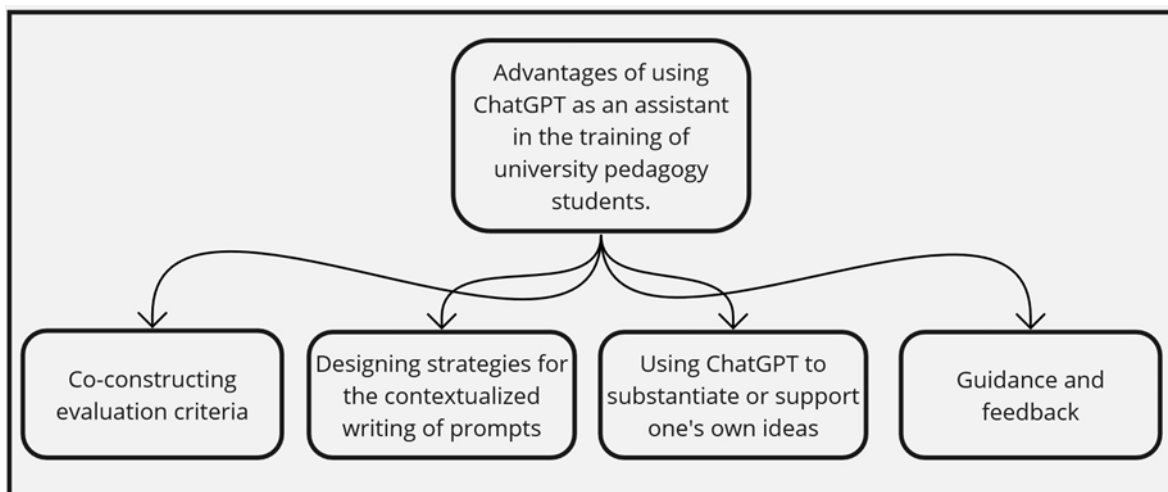 Advantages of using
ChatGPT as an assistant
in the training of
university pedagogy
students.
Co-constructing
evaluation criteria
Designing strategies for
the contextualized
writing of prompts
Using ChatGPT to
substantiate or support
one's own ideas
Guidance and
feedback